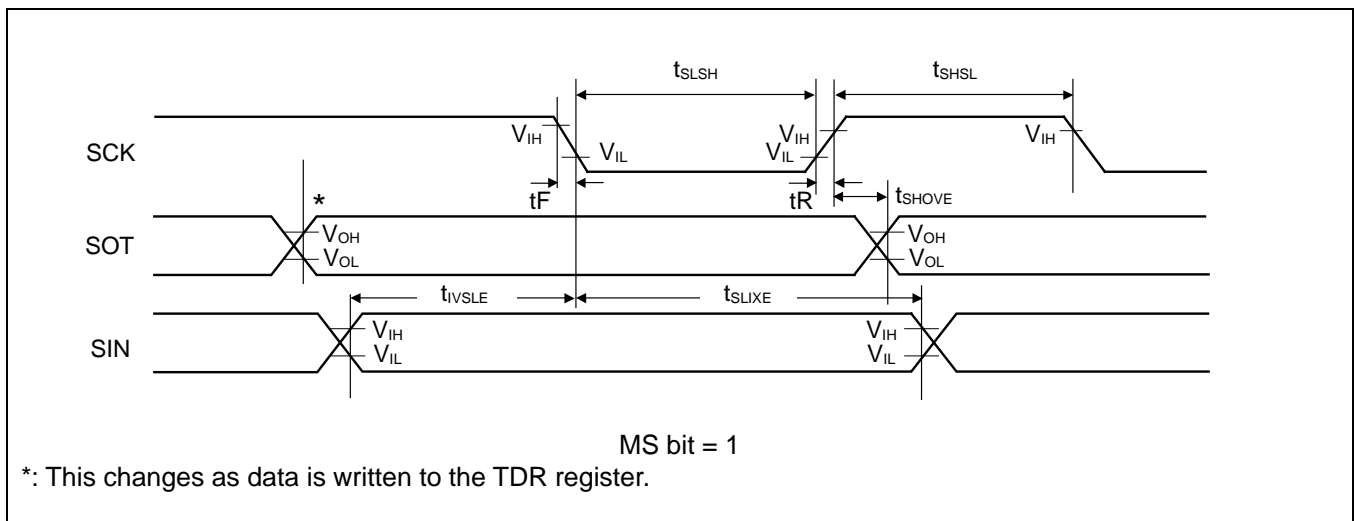 tSLSH tSHSL
SCK VIH VIL VIH VIL VIH
tF tR tSHOVE
*
SOT VOH VOH
VOL VOL
tIVSLE tSLIXE
SIN VIH VIH
VIL VIL
MS bit = 1
*: This changes as data is written to the TDR register.